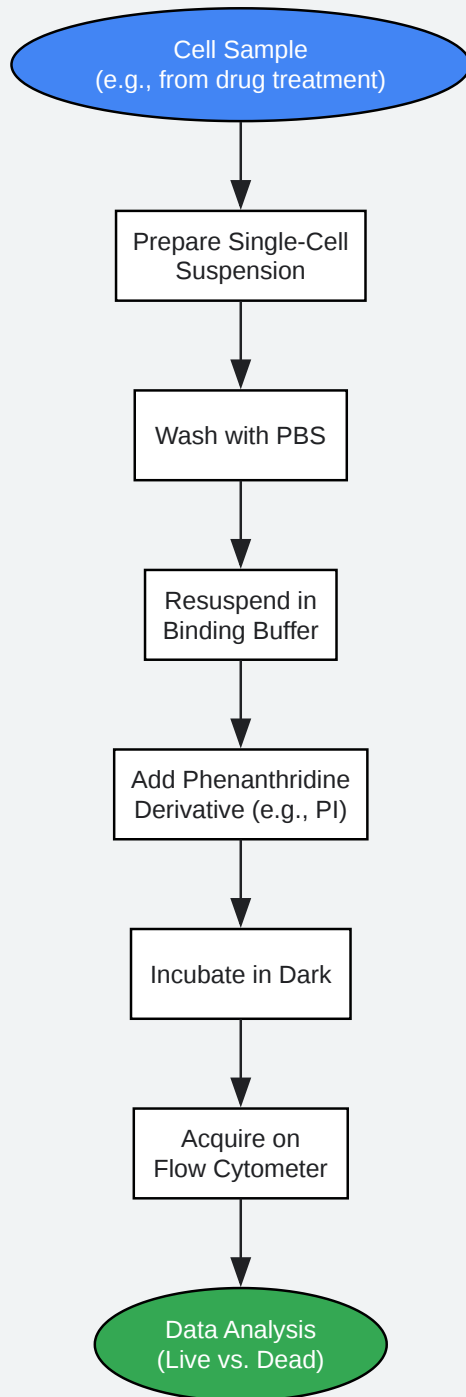 Cell Sample
(e.g., from drug treatment)
Prepare Single-Cell
Suspension
Wash with PBS
Resuspend in
Binding Buffer
Add Phenanthridine
Derivative (e.g., PI)
Incubate in Dark
Acquire on
Flow Cytometer
Data Analysis
(Live vs. Dead)